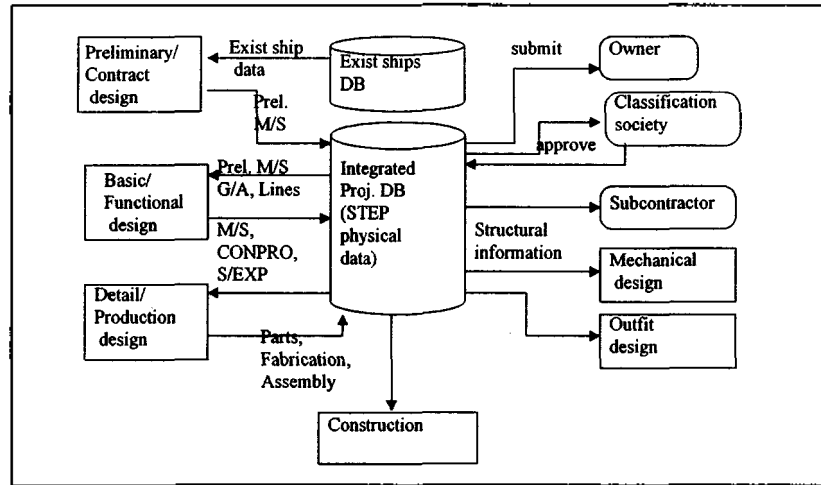 Preliminary/
Contract
design
Exist ship
data
Exist ships
DB
submit
Owner
Prel.
M/S
Classification
society
approve
Basic/
Functional
design
Prel. M/S
G/A, Lines
Integrated
Proj. DB
(STEP
physical
data)
Subcontractor
M/S,
CONPRO,
S/EXP
Structural
information
Mechanical
design
Detail/
Production
design
Parts,
Fabrication,
Assembly
Outfit
design
Construction